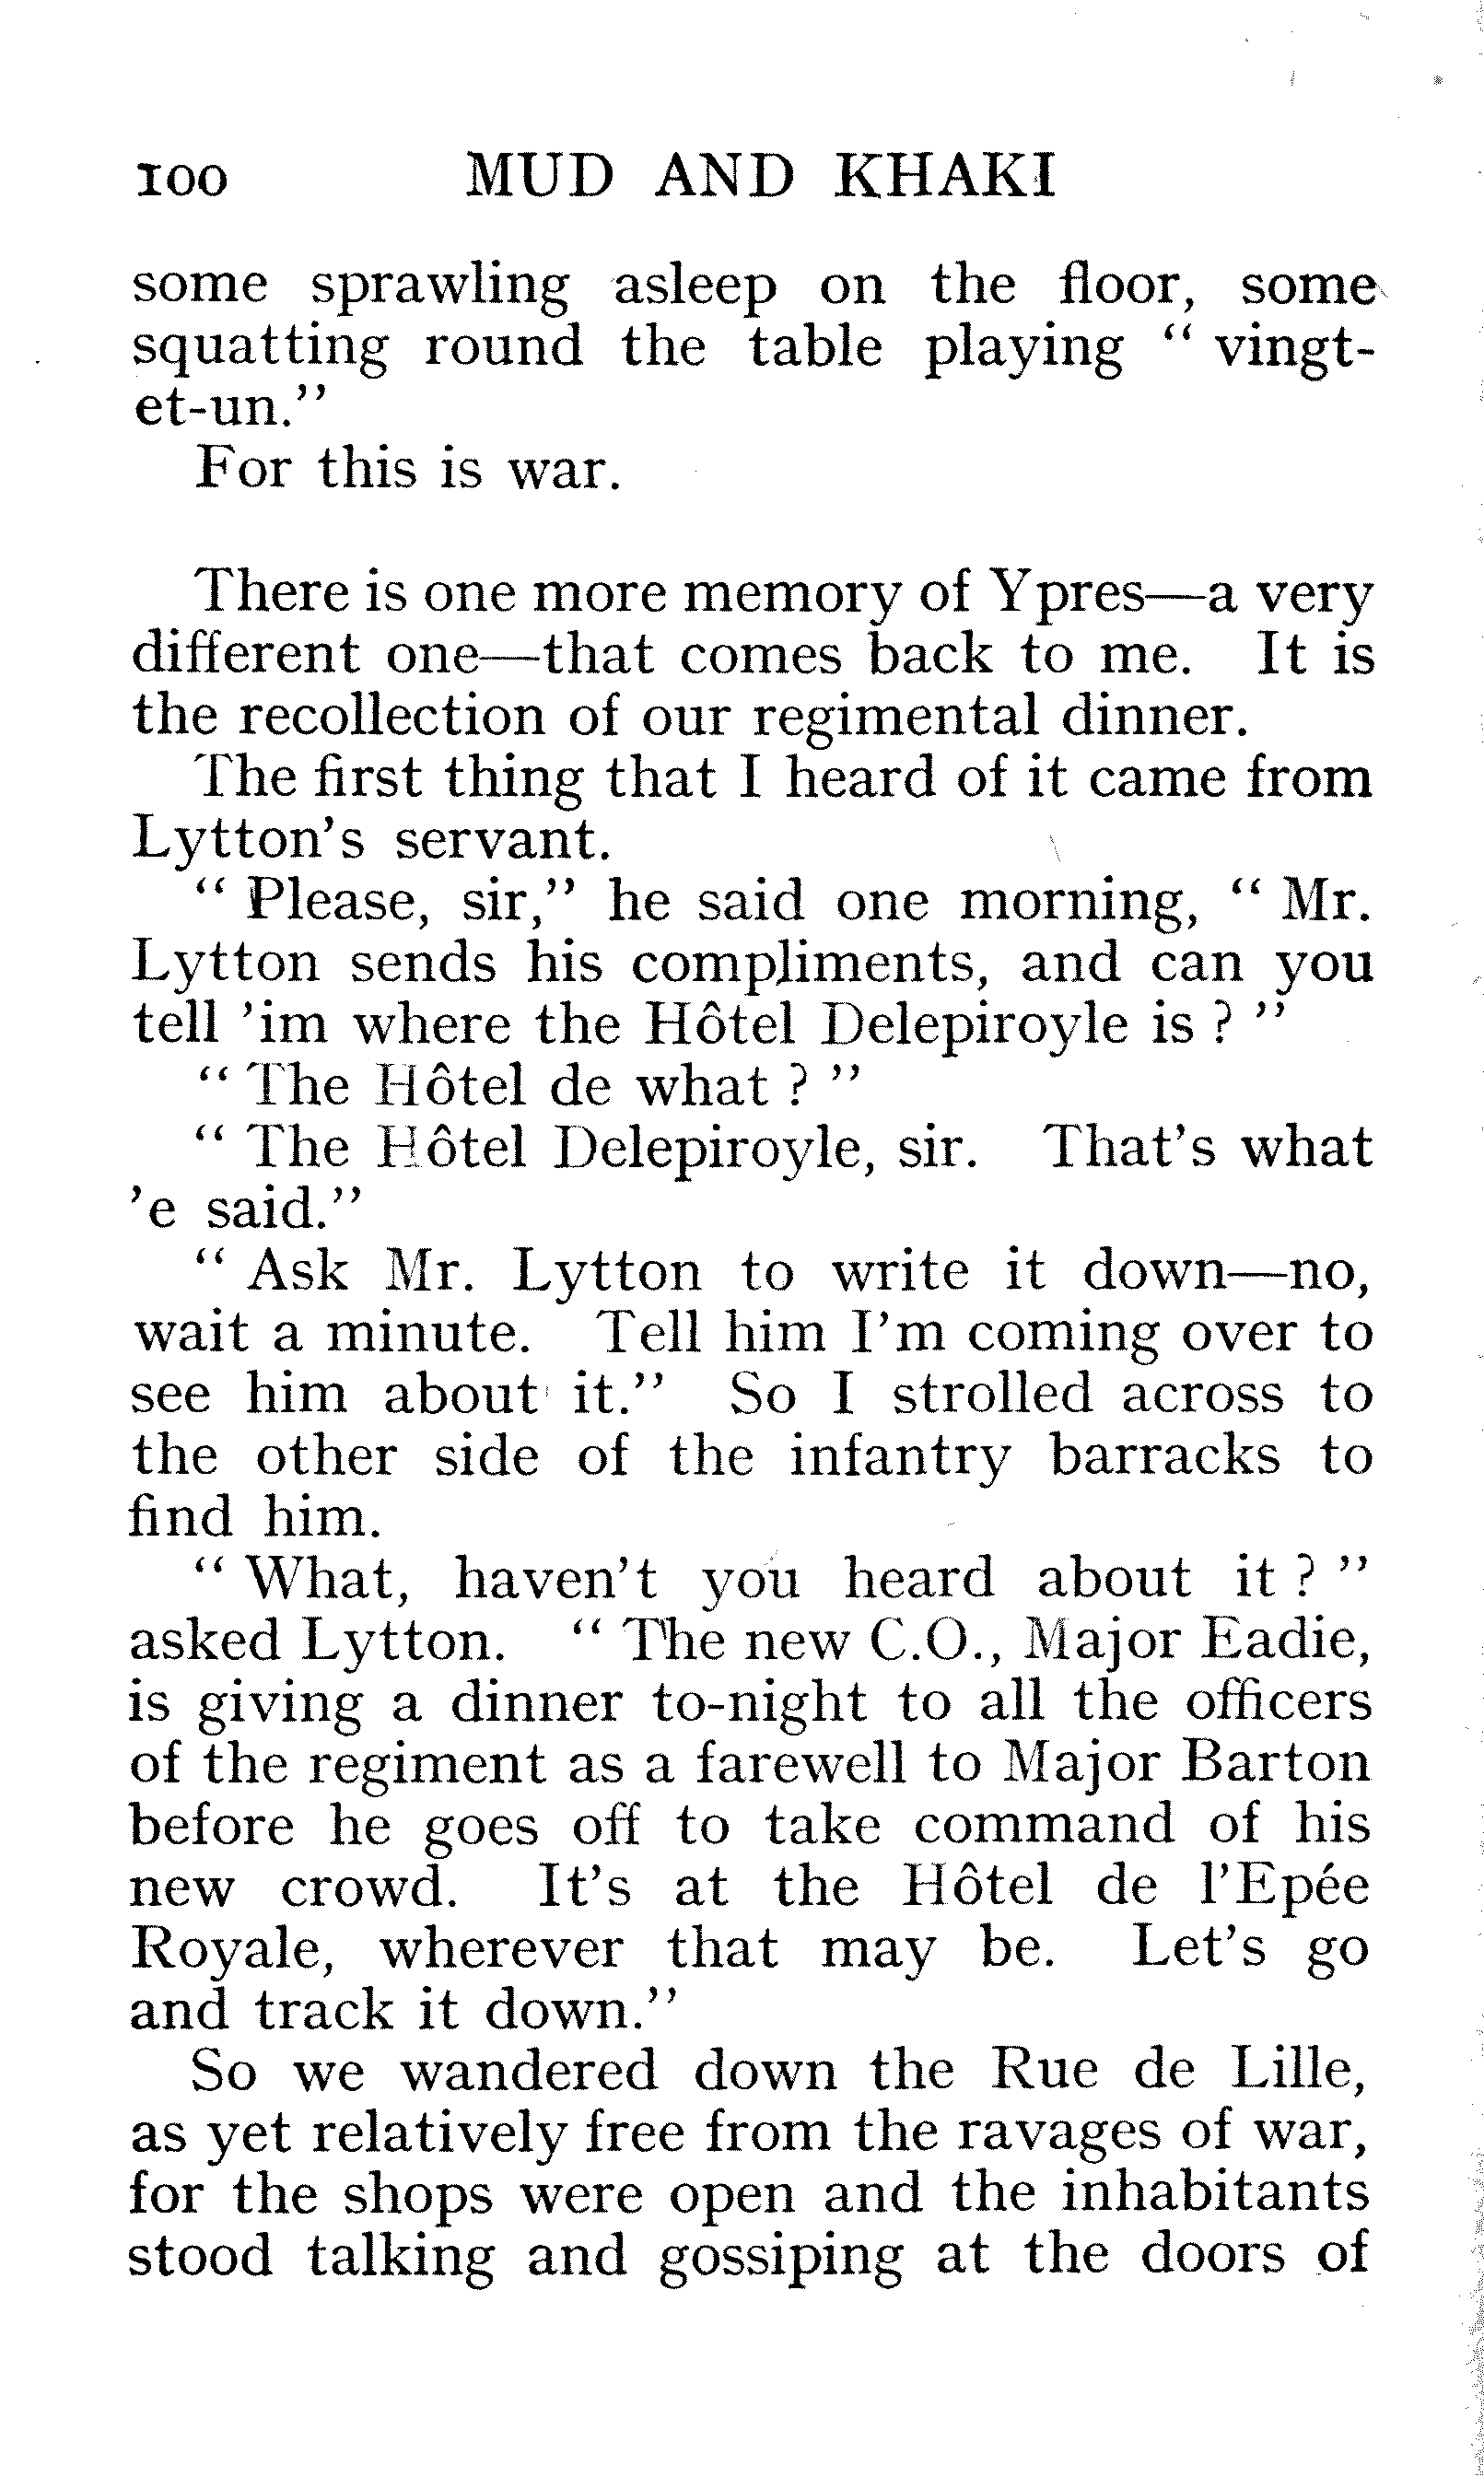 100 MUD AND KHAKI
some sprawling asleep on the floor, some
squatting round the table playing " vingt-
et-un."
For this is war.
There is one more memory of Ypres—a very
different one—that comes back to me. It is
the recollection of our regimental dinner.
The first thing that I heard of it came from
Lytton's servant.
" Please, sir," he said one morning, " Mr.
Lytton sends his compliments, and can you
tell 'im where the Hôtel Delepiroyle is ? "
" The Hôtel de what ? "
" The Hôtel Delepiroyle, sir. That's what
'e said."
" Ask Mr. Lytton to write it down—no,
wait a minute. Tell him I'm coming over to
see him about it." So I strolled across to
the other side of the infantry barracks to
find him.
" What, haven't you heard about it ? "
asked Lytton. " The new C.O., Major Eadie,
is giving a dinner to-night to all the officers
of the regiment as a farewell to Major Barton
before he goes off to take command of his
new crowd. It's at the Hôtel de l'Epée
Royale, wherever that may be. Let's go
and track it down."
So we wandered down the Rue de Lille,
as yet relatively free from the ravages of war,
for the shops were open and the inhabitants
stood talking and gossiping at the doors of